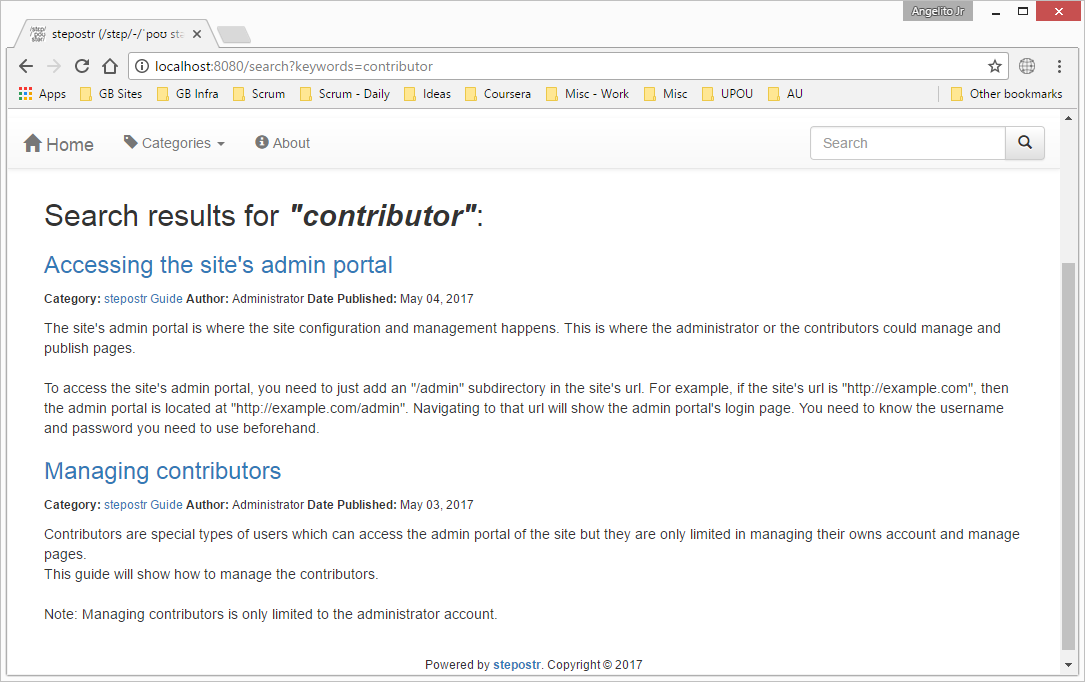 Angelito Jr
stepostr (/stɛp/-/ˈpoʊ sta
localhost:8080/search?keywords=contributor
Apps GB Sites GB Infra Scrum Scrum - Daily Ideas Coursera Misc - Work Misc UPOU AU Other bookmarks
Home Categories About Search
Search results for "contributor":
Accessing the site's admin portal
Category: stepostr Guide Author: Administrator Date Published: May 04, 2017
The site's admin portal is where the site configuration and management happens. This is where the administrator or the contributors could manage and
publish pages.
To access the site's admin portal, you need to just add an "/admin" subdirectory in the site's url. For example, if the site's url is "http://example.com", then
the admin portal is located at "http://example.com/admin". Navigating to that url will show the admin portal's login page. You need to know the username
and password you need to use beforehand.
Managing contributors
Category: stepostr Guide Author: Administrator Date Published: May 03, 2017
Contributors are special types of users which can access the admin portal of the site but they are only limited in managing their owns account and manage
pages.
This guide will show how to manage the contributors.
Note: Managing contributors is only limited to the administrator account.
Powered by stepostr. Copyright © 2017